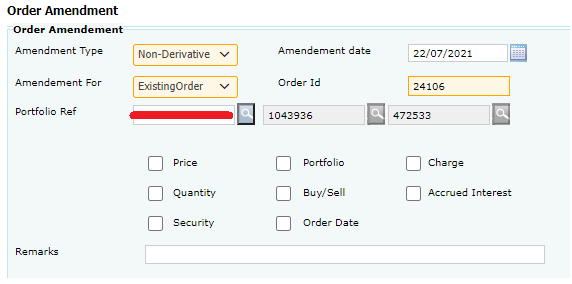 Order Amendment
Order Amendement
Amendment Type Non-Derivative Amendement date 22/07/2021
Amendement For ExistingOrder Order Id 24106
Portfolio Ref 1043936 472533
Price Portfolio Charge
Quantity Buy/Sell Accrued Interest
Security Order Date
Remarks